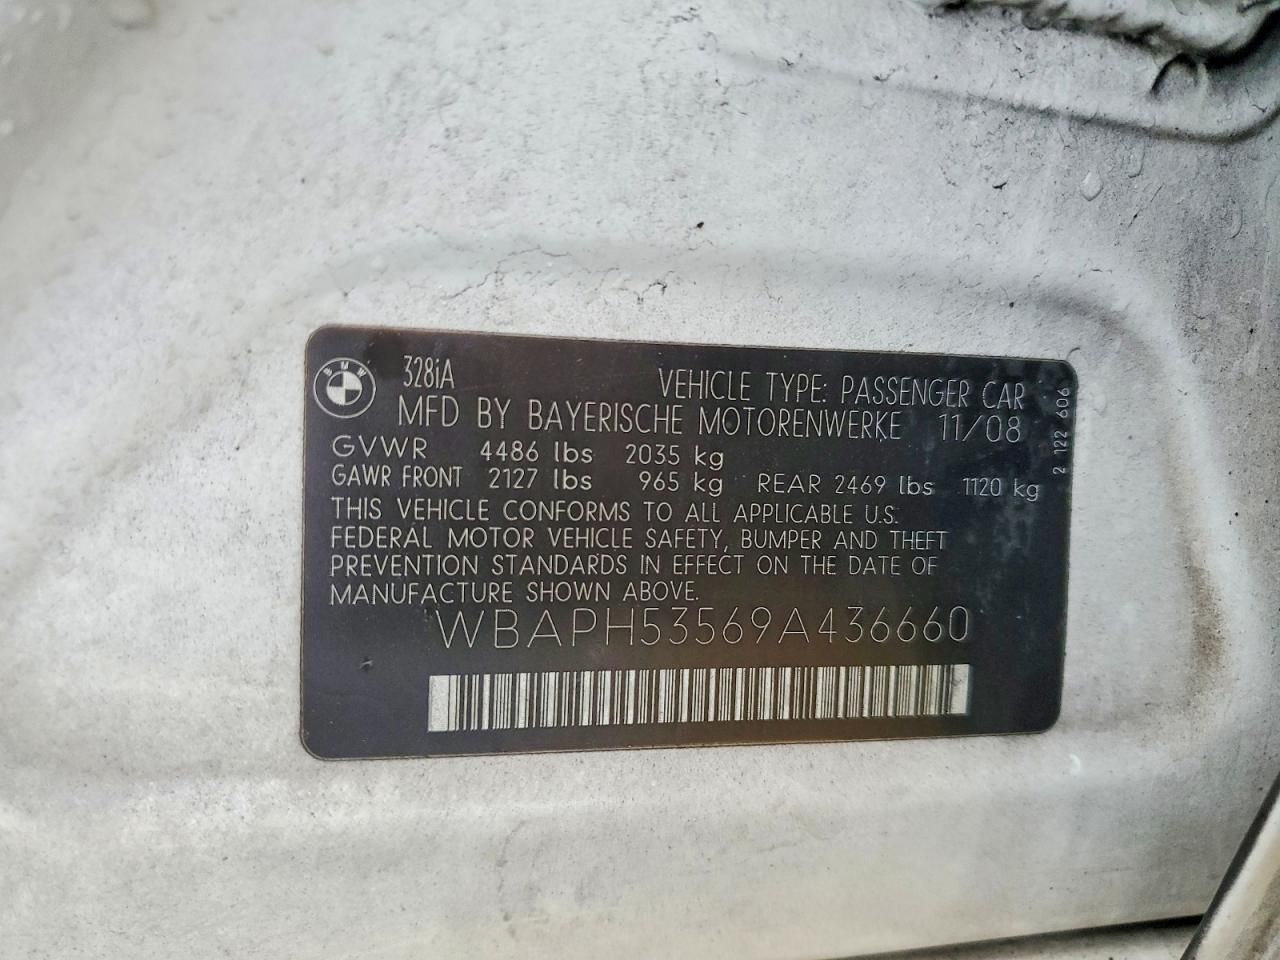 BMW
328iA
VEHICLE TYPE: PASSENGER CAR
MFD BY BAYERISCHE MOTORENWERKE 11/08
GVWR 4486 lbs 2035 kg
GAWR FRONT 2127 lbs 965 kg REAR 2469 lbs 1120 kg
THIS VEHICLE CONFORMS TO ALL APPLICABLE U.S.
FEDERAL MOTOR VEHICLE SAFETY, BUMPER AND THEFT
PREVENTION STANDARDS IN EFFECT ON THE DATE OF
MANUFACTURE SHOWN ABOVE.
WBAPH53569A436660
2 122 606